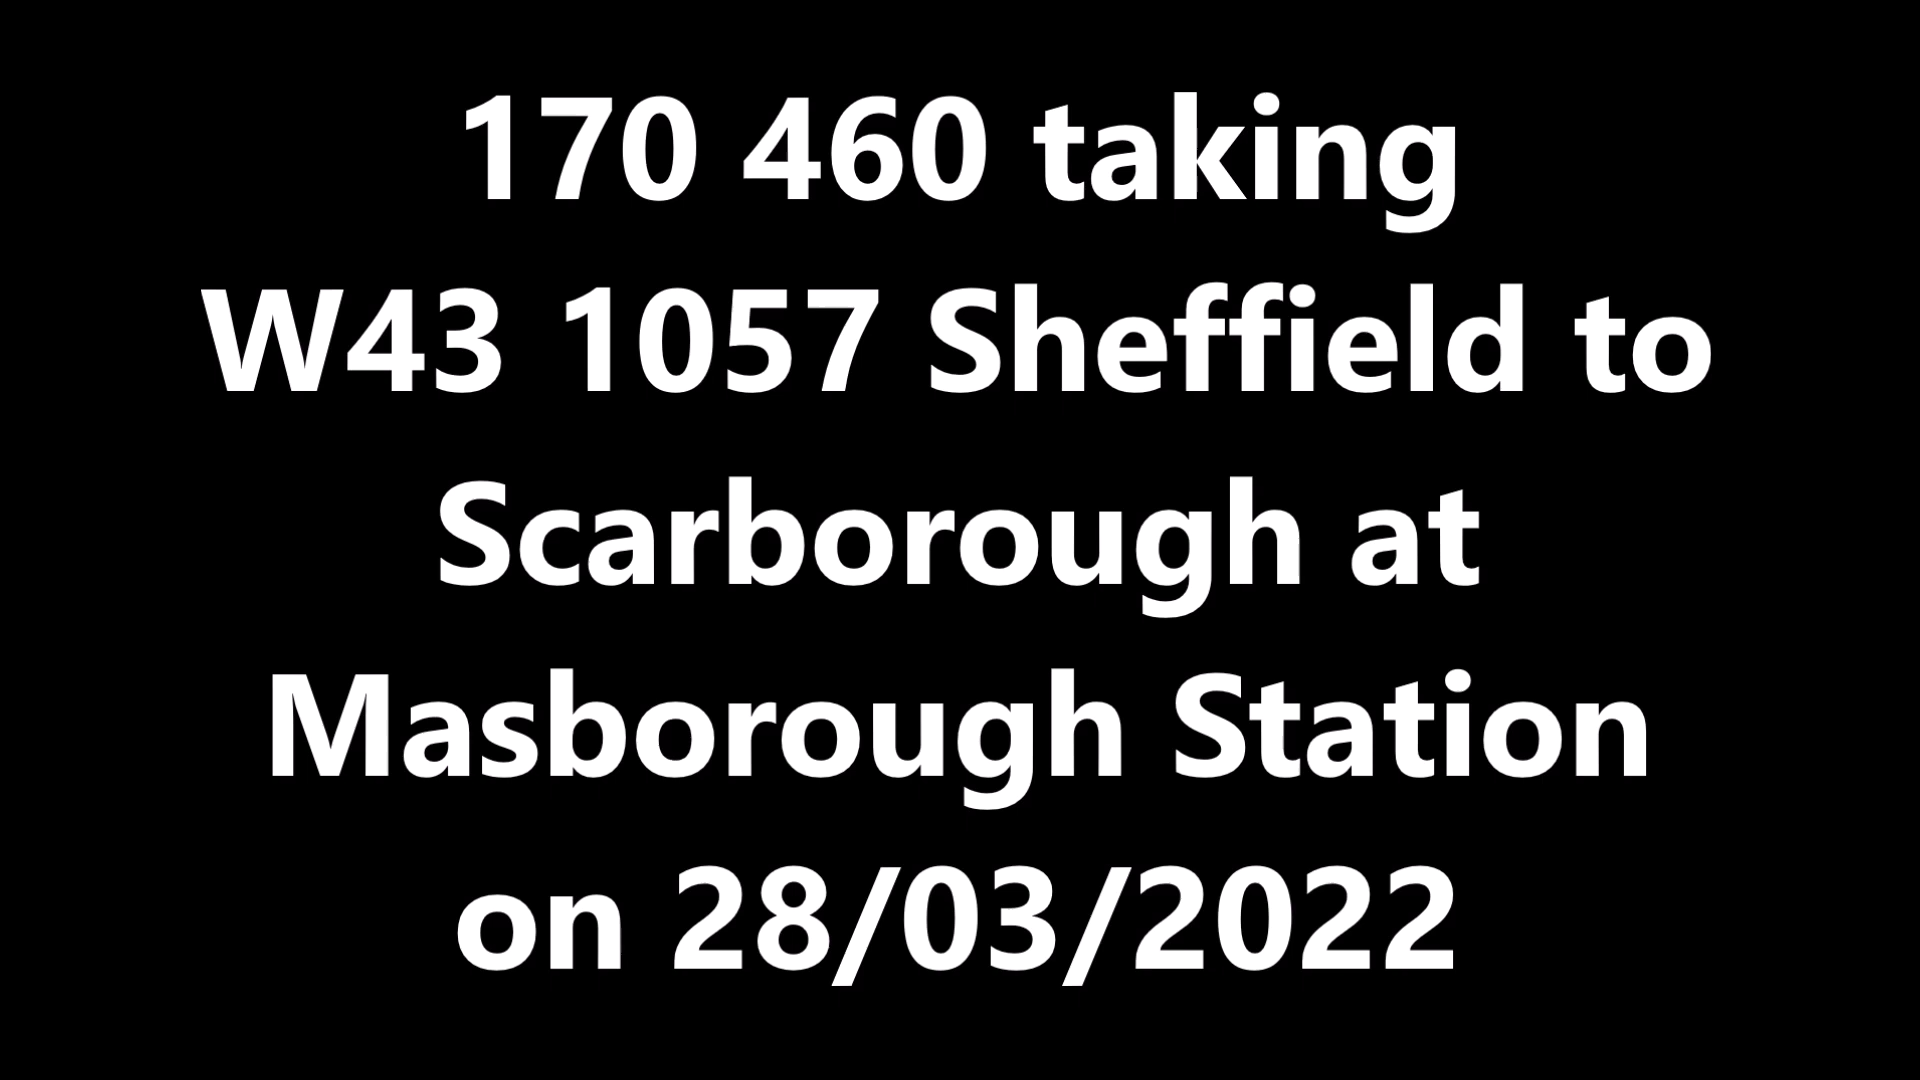 170 460 taking
W43 1057 Sheffield to
Scarborough at
Masborough Station
on 28/03/2022